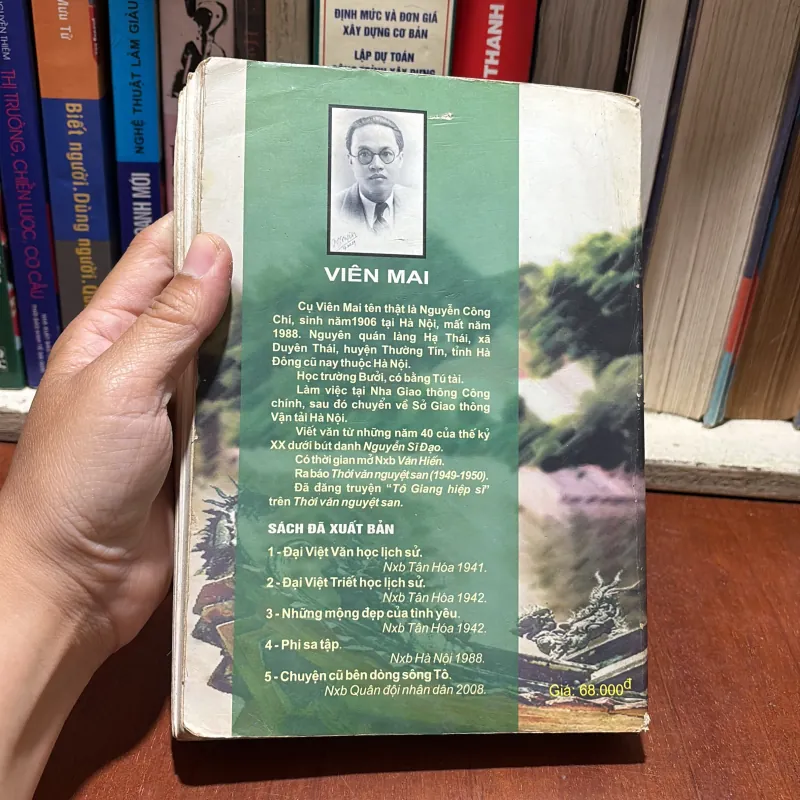 NGUYÊN THIÊM
THỊ TRƯỜNG, CHIẾN LƯỢC, CƠ CẤU
Mưu Tử
Biết người. Dùng người.
NGHỆ THUẬT LÀM GIÀU
ĐỊNH MỨC VÀ ĐƠN GIÁ
XÂY DỰNG CƠ BẢN
LẬP DỰ TOÁN
THANH
VIÊN MAI
Cụ Viên Mai tên thật là Nguyễn Công
Chí, sinh năm1906 tại Hà Nội, mất năm
1988. Nguyên quán làng Hạ Thái, xã
Duyên Thái, huyện Thường Tín, tỉnh Hà
Đông cũ nay thuộc Hà Nội.
Học trường Bưởi, có bằng Tú tài.
Làm việc tại Nha Giao thông Công
chính, sau đó chuyển về Sở Giao thông
Vận tải Hà Nội.
Viết văn từ những năm 40 của thế kỷ
XX dưới bút danh Nguyễn Sĩ Đạo.
Có thời gian mở Nxb Văn Hiến.
Ra báo Thời văn nguyệt san (1949-1950).
Đã đăng truyện “Tô Giang hiệp sĩ”
trên Thời văn nguyệt san.
SÁCH ĐÃ XUẤT BẢN
1 - Đại Việt Văn học lịch sử.
Nxb Tân Hóa 1941.
2 - Đại Việt Triết học lịch sử.
Nxb Tân Hóa 1942.
3 - Những mộng đẹp của tình yêu.
Nxb Tân Hóa 1942.
4 - Phi sa tập.
Nxb Hà Nội 1988.
5 - Chuyện cũ bên dòng sông Tô.
Nxb Quân đội nhân dân 2008.
Giá: 68.000đ